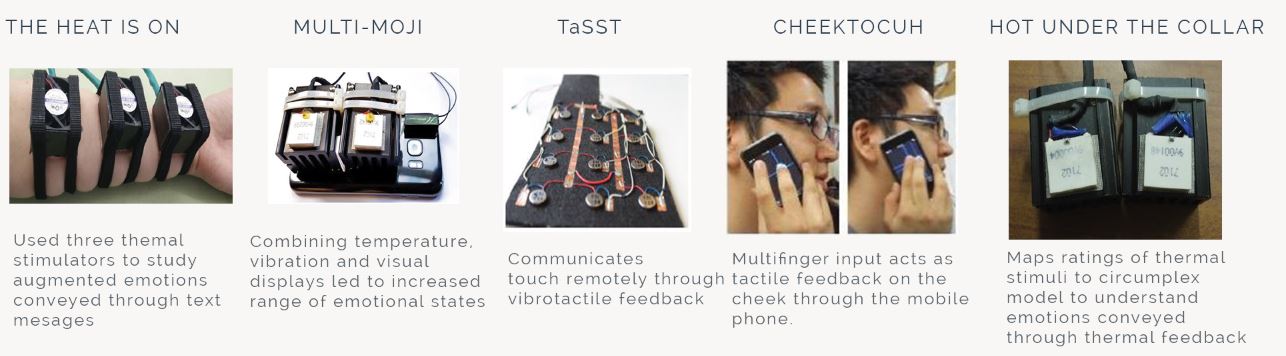 THE HEAT IS ON
MULTI-MOJI
TaSST
CHEEKTOCUH
HOT UNDER THE COLLAR
Used three themal
stimulators to study
augmented emotions
conveyed through text
mesages
Combining temperature,
vibration and visual
displays led to increased
range of emotional states
Communicates
touch remotely through
vibrotactile feedback
Multifinger input acts as
tactile feedback on the
cheek through the mobile
phone.
Maps ratings of thermal
stimuli to circumplex
model to understand
emotions conveyed
through thermal feedback